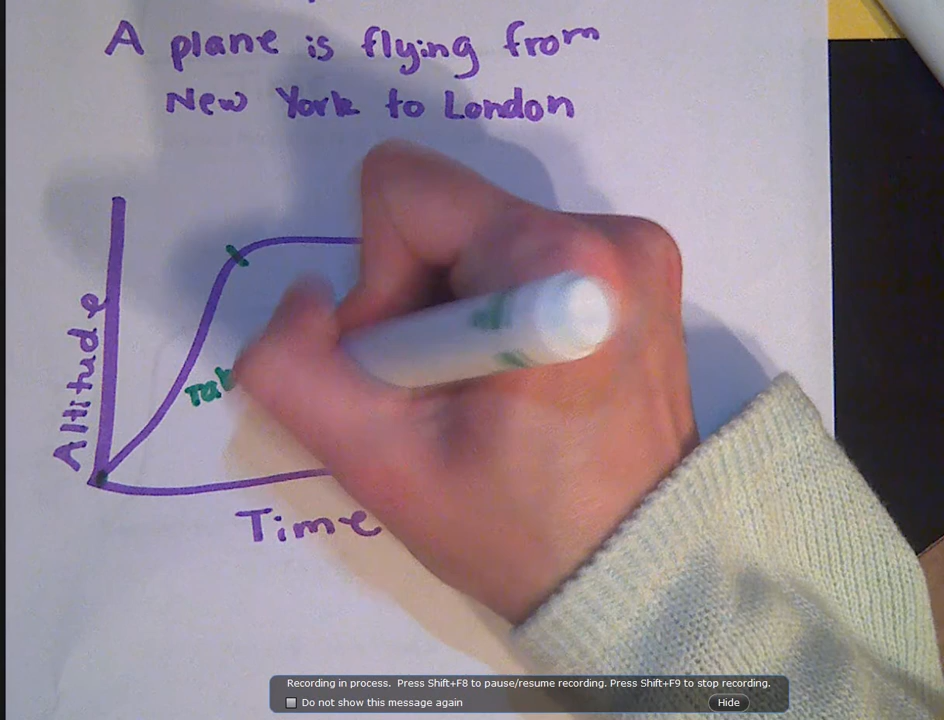 A plane is flying from
New York to London
Altitude
Time
Recording in process. Press Shift+F8 to pause/resume recording. Press Shift+F9 to stop recording.
Do not show this message again
Hide